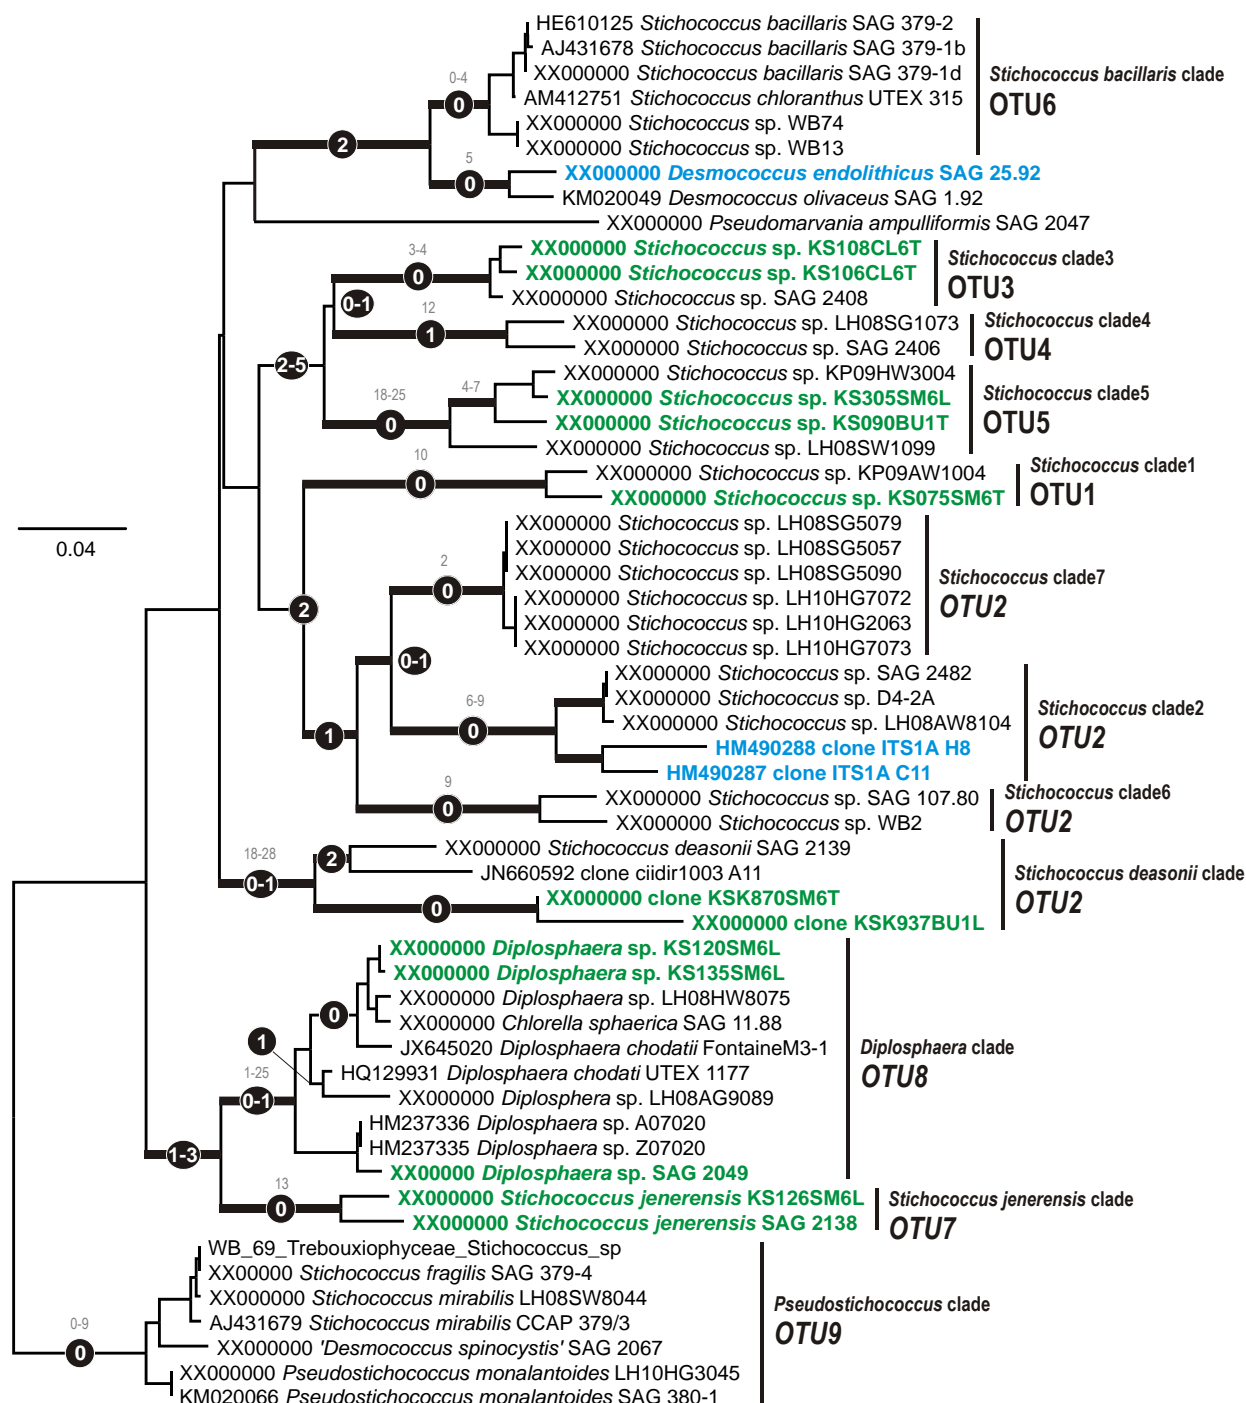 HE610125 Stichococcus bacillaris SAG 379-2
AJ431678 Stichococcus bacillaris SAG 379-1b
XX000000 Stichococcus bacillaris SAG 379-1d
AM412751 Stichococcus chloranthus UTEX 315
XX000000 Stichococcus sp. WB74
XX000000 Stichococcus sp. WB13
0-4
0
2
Stichococcus bacillaris clade
OTU6
5
0
XX000000 Desmococcus endolithicus SAG 25.92
KM020049 Desmococcus olivaceus SAG 1.92
XX000000 Pseudomarvania ampulliformis SAG 2047
3-4
0
XX000000 Stichococcus sp. KS108CL6T
XX000000 Stichococcus sp. KS106CL6T
XX000000 Stichococcus sp. SAG 2408
Stichococcus clade3
OTU3
0-1
12
1
XX000000 Stichococcus sp. LH08SG1073
XX000000 Stichococcus sp. SAG 2406
Stichococcus clade4
OTU4
2-5
18-25
0
4-7
XX000000 Stichococcus sp. KP09HW3004
XX000000 Stichococcus sp. KS305SM6L
XX000000 Stichococcus sp. KS090BU1T
XX000000 Stichococcus sp. LH08SW1099
Stichococcus clade5
OTU5
10
0
XX000000 Stichococcus sp. KP09AW1004
XX000000 Stichococcus sp. KS075SM6T
Stichococcus clade1
OTU1
0.04
2
2
0
XX000000 Stichococcus sp. LH08SG5079
XX000000 Stichococcus sp. LH08SG5057
XX000000 Stichococcus sp. LH08SG5090
XX000000 Stichococcus sp. LH10HG7072
XX000000 Stichococcus sp. LH10HG2063
XX000000 Stichococcus sp. LH10HG7073
Stichococcus clade7
OTU2
0-1
1
6-9
0
XX000000 Stichococcus sp. SAG 2482
XX000000 Stichococcus sp. D4-2A
XX000000 Stichococcus sp. LH08AW8104
HM490288 clone ITS1A H8
HM490287 clone ITS1A C11
Stichococcus clade2
OTU2
9
0
XX000000 Stichococcus sp. SAG 107.80
XX000000 Stichococcus sp. WB2
Stichococcus clade6
OTU2
18-28
0-1
2
0
XX000000 Stichococcus deasonii SAG 2139
JN660592 clone ciidir1003 A11
XX000000 clone KSK870SM6T
XX000000 clone KSK937BU1L
Stichococcus deasonii clade
OTU2
XX000000 Diplosphaera sp. KS120SM6L
XX000000 Diplosphaera sp. KS135SM6L
XX000000 Diplosphaera sp. LH08HW8075
XX000000 Chlorella sphaerica SAG 11.88
JX645020 Diplosphaera chodatii FontaineM3-1
HQ129931 Diplosphaera chodati UTEX 1177
XX000000 Diplosphera sp. LH08AG9089
HM237336 Diplosphaera sp. A07020
HM237335 Diplosphaera sp. Z07020
XX00000 Diplosphaera sp. SAG 2049
0
1
1-25
0-1
Diplosphaera clade
OTU8
1-3
13
0
XX000000 Stichococcus jenerensis KS126SM6L
XX000000 Stichococcus jenerensis SAG 2138
Stichococcus jenerensis clade
OTU7
WB_69_Trebouxiophyceae_Stichococcus_sp
XX00000 Stichococcus fragilis SAG 379-4
XX000000 Stichococcus mirabilis LH08SW8044
AJ431679 Stichococcus mirabilis CCAP 379/3
XX000000 'Desmococcus spinocystis' SAG 2067
XX000000 Pseudostichococcus monalantoides LH10HG3045
KM020066 Pseudostichococcus monalantoides SAG 380-1
0-9
0
Pseudostichococcus clade
OTU9